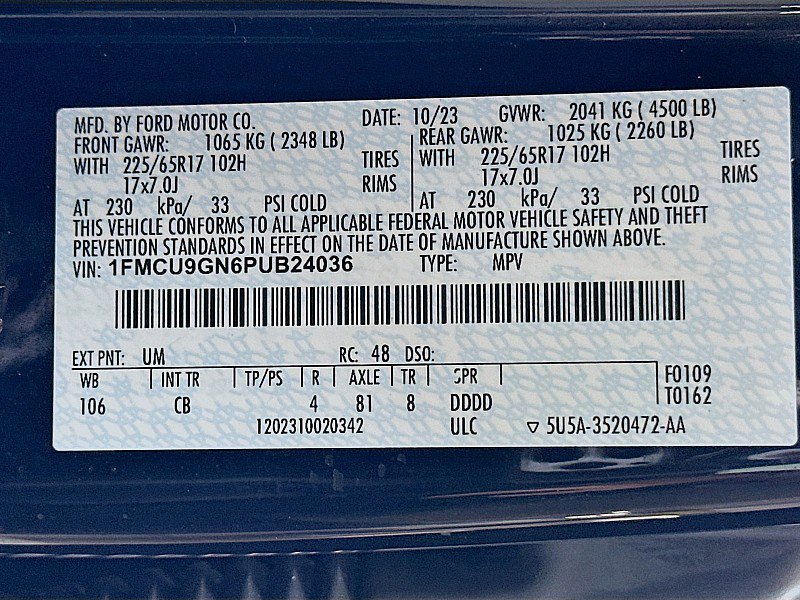 MFD. BY FORD MOTOR CO. DATE: 10/23 GVWR: 2041 KG ( 4500 LB)
FRONT GAWR: 1065 KG ( 2348 LB) REAR GAWR: 1025 KG ( 2260 LB)
WITH 225/65R17 102H TIRES WITH 225/65R17 102H TIRES
17x7.0J RIMS 17x7.0J RIMS
AT 230 kPa/ 33 PSI COLD AT 230 kPa/ 33 PSI COLD
THIS VEHICLE CONFORMS TO ALL APPLICABLE FEDERAL MOTOR VEHICLE SAFETY AND THEFT
PREVENTION STANDARDS IN EFFECT ON THE DATE OF MANUFACTURE SHOWN ABOVE.
VIN: 1FMCU9GN6PUB24036 TYPE: MPV
EXT PNT: UM RC: 48 DSO:
WB INT TR TP/PS R AXLE TR SPR F0109
106 CB 4 81 8 DDDD T0162
1202310020342 ULC ▽ 5U5A-3520472-AA